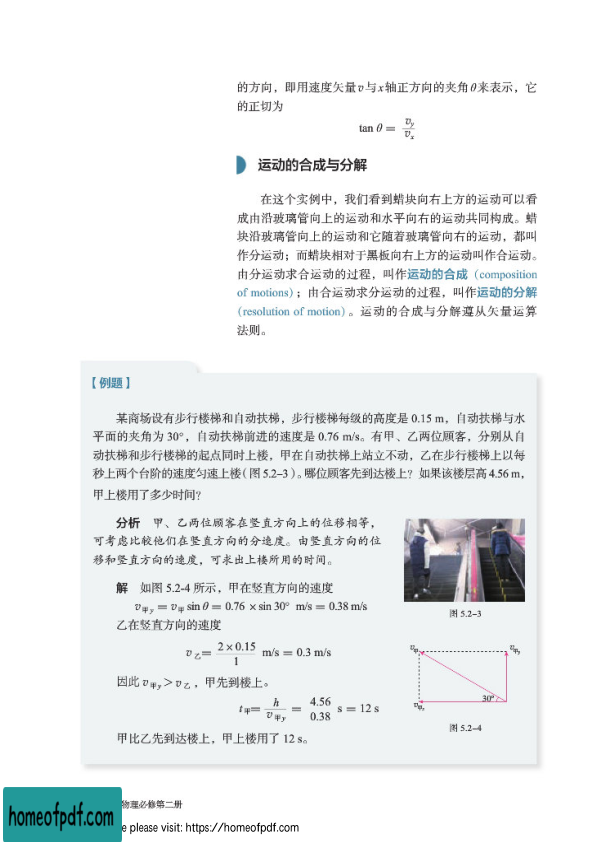 的方向，即用速度矢量v与x轴正方向的夹角θ来表示，它
的正切为
tan θ = v_y / v_x
运动的合成与分解
在这个实例中，我们看到蜡块向右上方的运动可以看
成由沿玻璃管向上的运动和水平向右的运动共同构成。蜡
块沿玻璃管向上的运动和它随着玻璃管向右的运动，都叫
作分运动；而蜡块相对于黑板向右上方的运动叫作合运动。
由分运动求合运动的过程，叫作运动的合成（composition
of motions）；由合运动求分运动的过程，叫作运动的分解
（resolution of motion）。运动的合成与分解遵从矢量运算
法则。
【例题】
某商场设有步行楼梯和自动扶梯，步行楼梯每级的高度是 0.15 m，自动扶梯与水
平面的夹角为 30°，自动扶梯前进的速度是 0.76 m/s。有甲、乙两位顾客，分别从自
动扶梯和步行楼梯的起点同时上楼，甲在自动扶梯上站立不动，乙在步行楼梯上以每
秒上两个台阶的速度匀速上楼（图5.2-3）。哪位顾客先到达楼上？如果该楼层高4.56 m，
甲上楼用了多少时间？
分析 甲、乙两位顾客在竖直方向上的位移相等，
可考虑比较他们在竖直方向的分速度。由竖直方向的位
移和竖直方向的速度，可求出上楼所用的时间。
解 如图 5.2-4 所示，甲在竖直方向的速度
v甲y = v甲 sin θ = 0.76 × sin 30° m/s = 0.38 m/s
乙在竖直方向的速度
v乙 = 2 × 0.15 / 1 m/s = 0.3 m/s
因此 v甲y > v乙，甲先到楼上。
t甲 = h / v甲y = 4.56 / 0.38 s = 12 s
甲比乙先到达楼上，甲上楼用了 12 s。
图 5.2-3
v甲 v甲y
30°
v甲x
图 5.2-4
物理必修第二册
homeofpdf.com
e please visit: https://homeofpdf.com